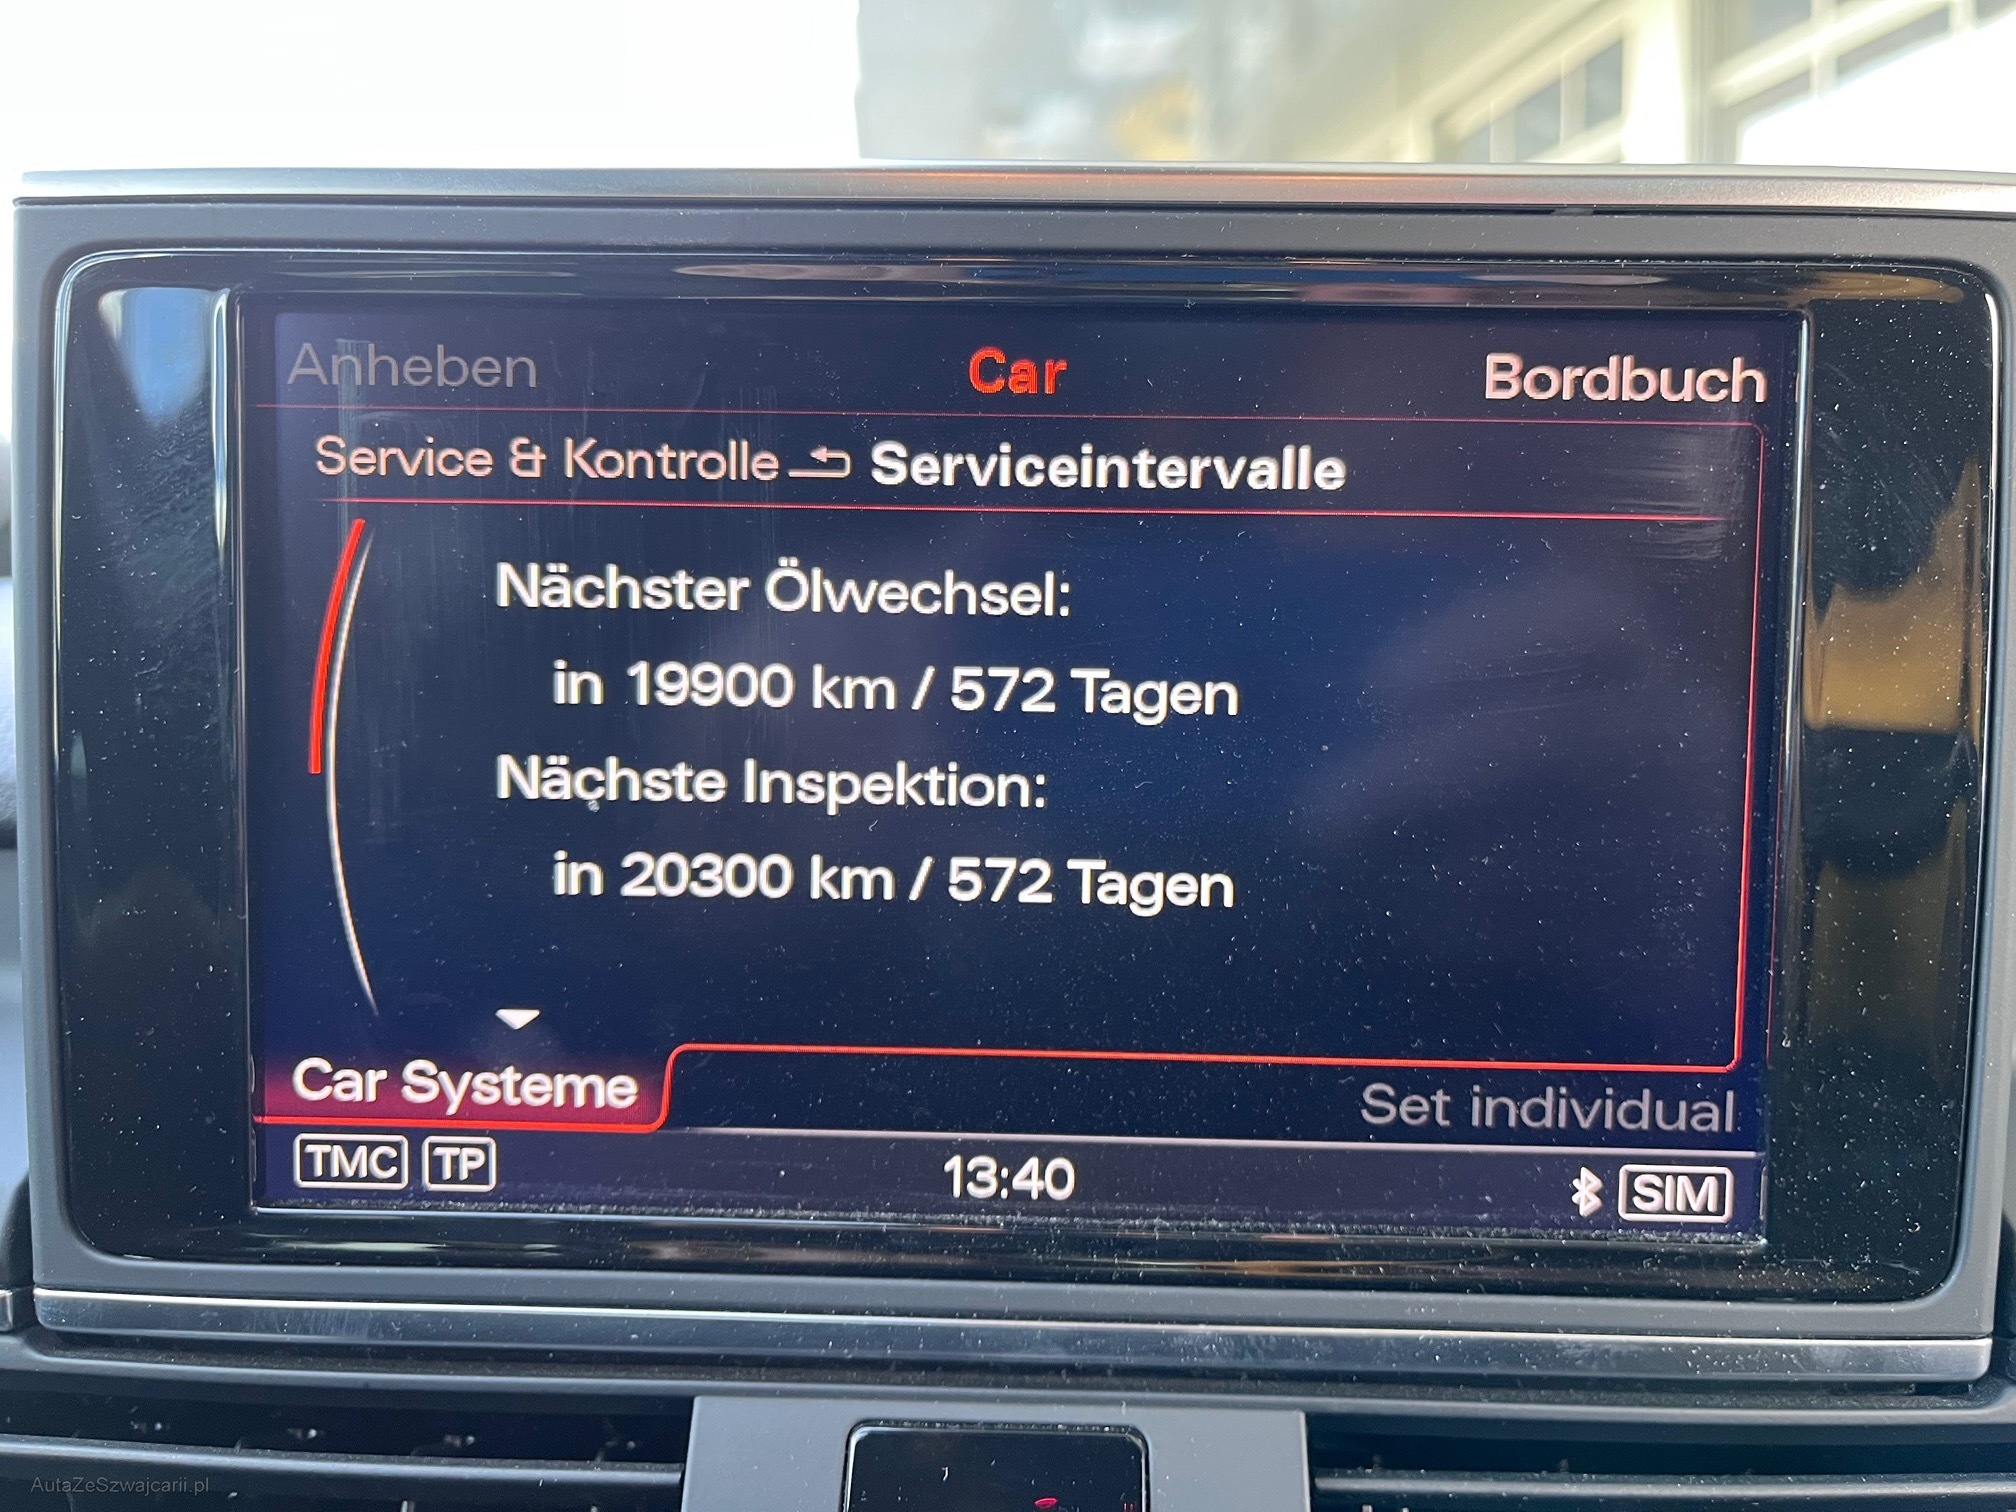 Anheben
Car
Bordbuch
Service & Kontrolle
Serviceintervalle
Nächster Ölwechsel:
in 19900 km / 572 Tagen
Nächste Inspektion:
in 20300 km / 572 Tagen
Car Systeme
Set individual
TMC TP
13:40
SIM
AutaZeSzwajcarii.pl